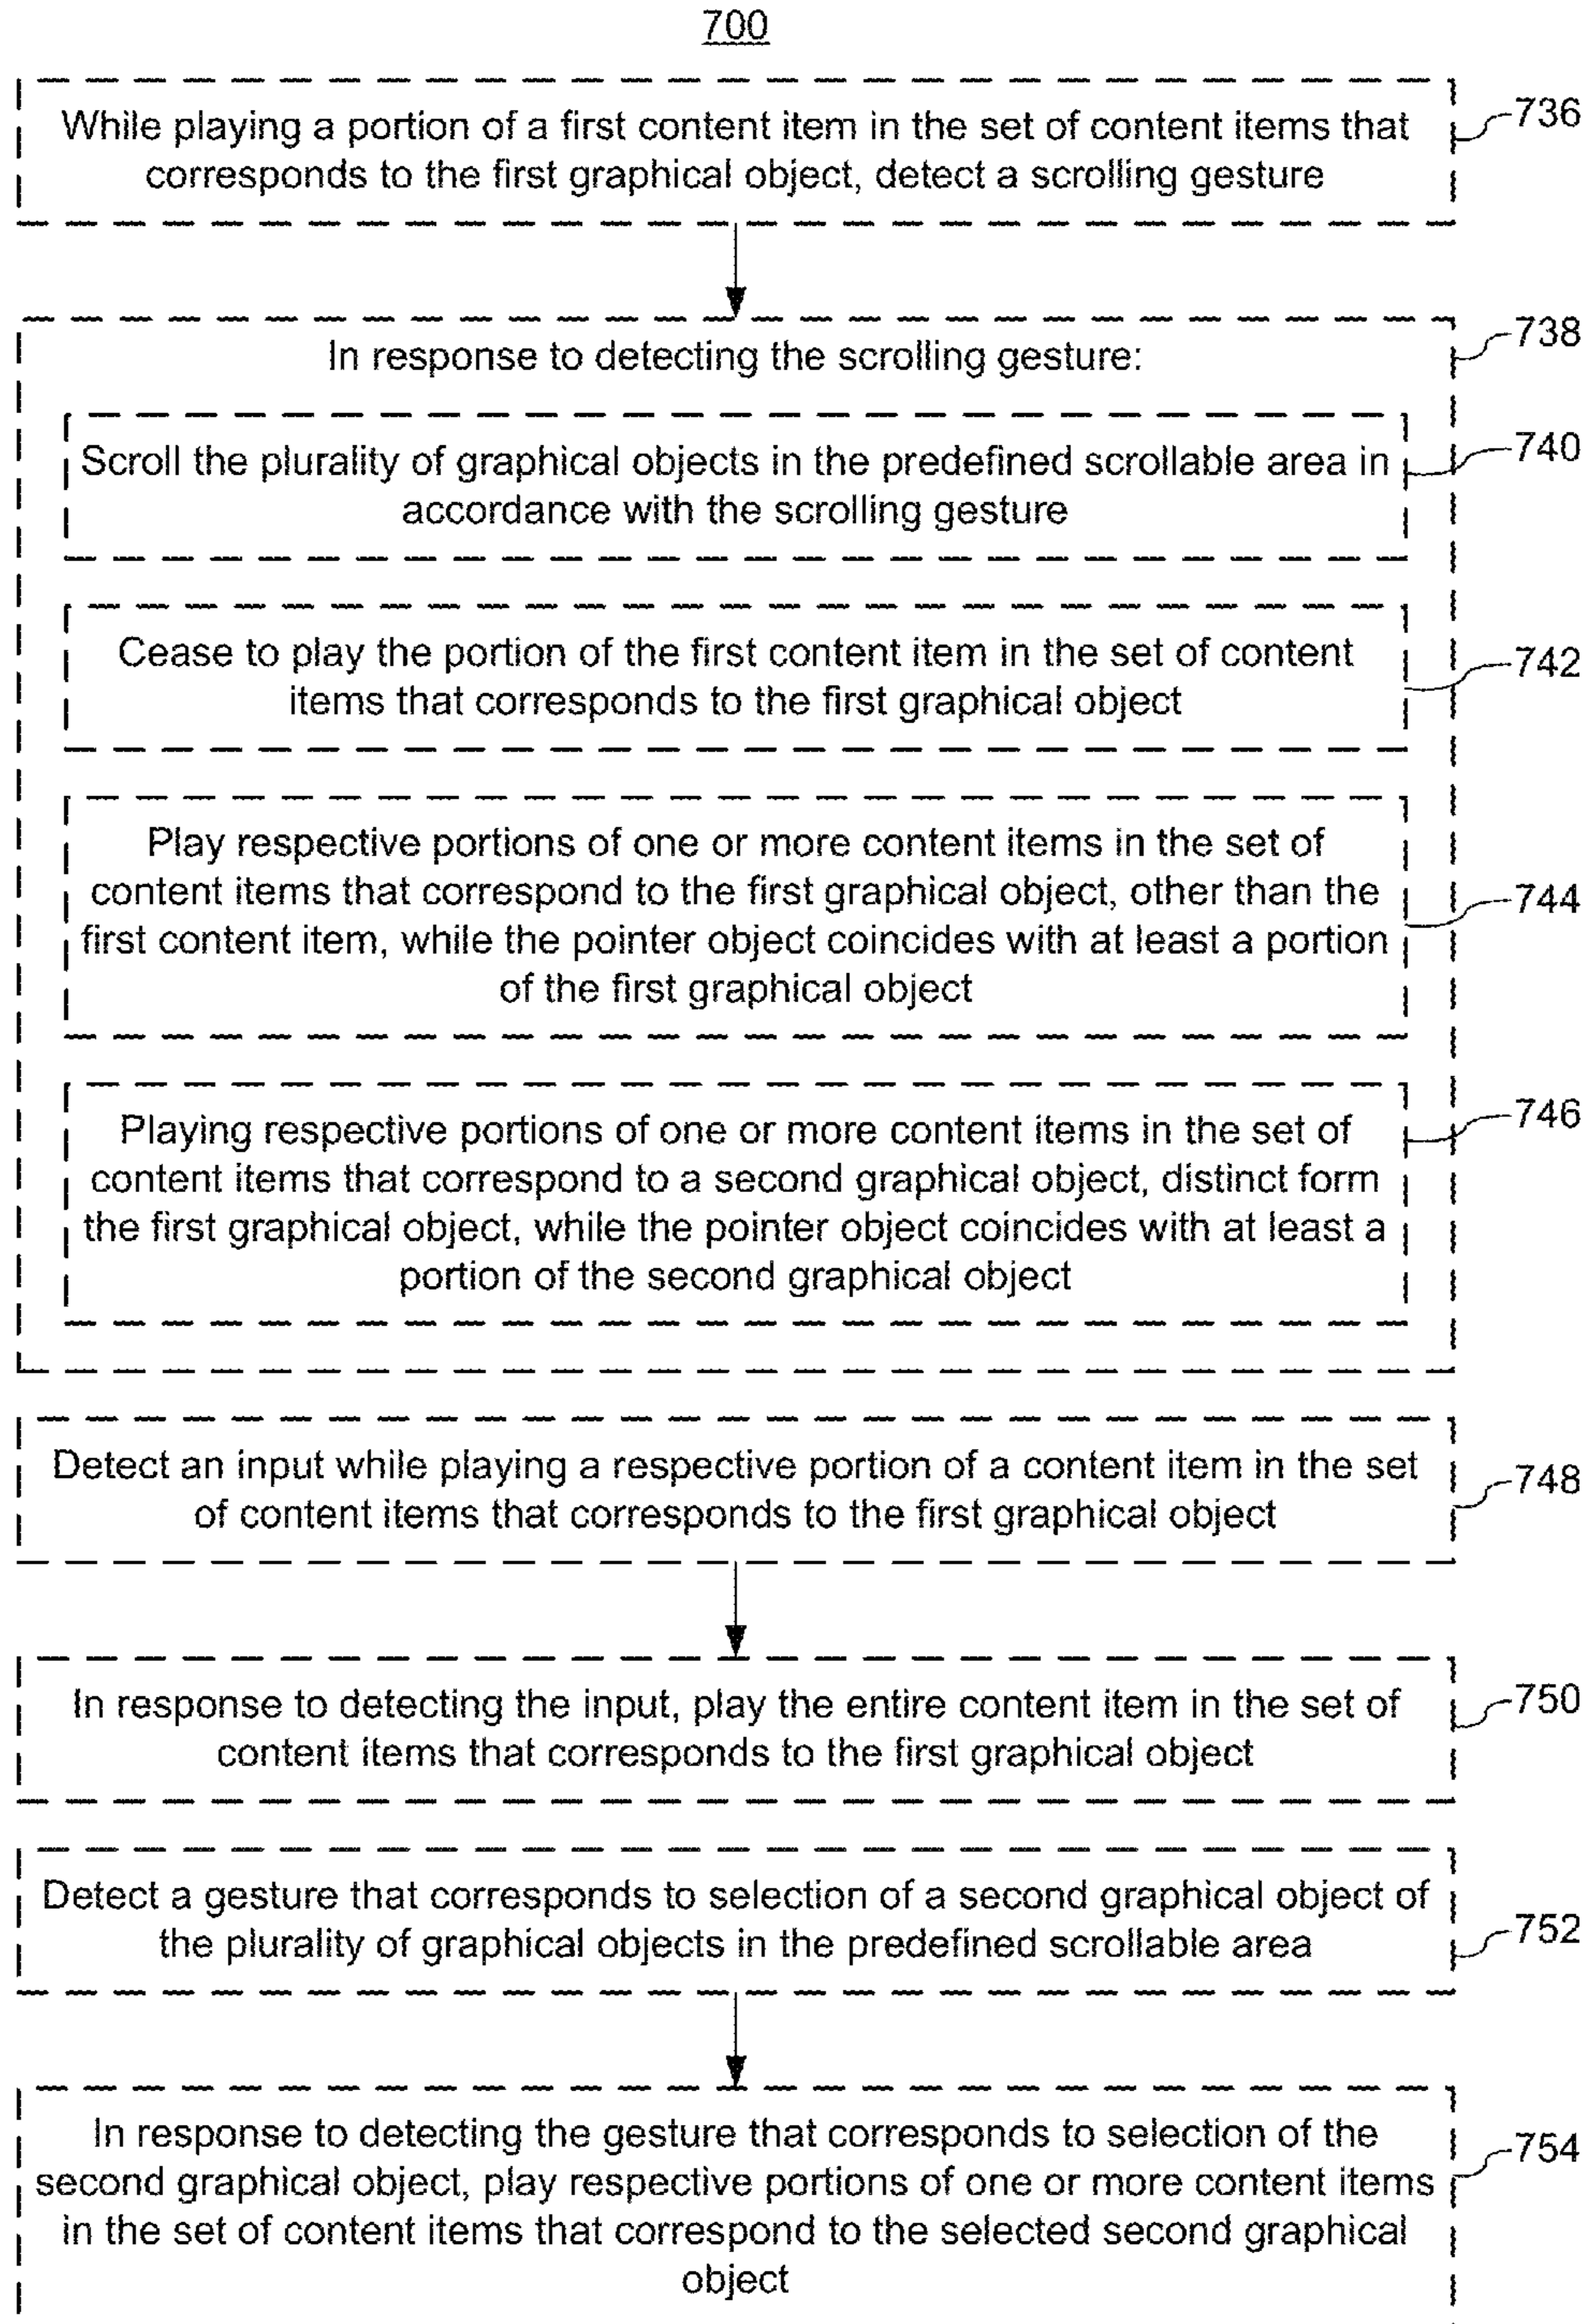 700
While playing a portion of a first content item in the set of content items that
corresponds to the first graphical object, detect a scrolling gesture
736
In response to detecting the scrolling gesture:
738
Scroll the plurality of graphical objects in the predefined scrollable area in
accordance with the scrolling gesture
740
Cease to play the portion of the first content item in the set of content
items that corresponds to the first graphical object
742
Play respective portions of one or more content items in the set of
content items that correspond to the first graphical object, other than the
first content item, while the pointer object coincides with at least a portion
of the first graphical object
744
Playing respective portions of one or more content items in the set of
content items that correspond to a second graphical object, distinct form
the first graphical object, while the pointer object coincides with at least a
portion of the second graphical object
746
Detect an input while playing a respective portion of a content item in the set
of content items that corresponds to the first graphical object
748
In response to detecting the input, play the entire content item in the set of
content items that corresponds to the first graphical object
750
Detect a gesture that corresponds to selection of a second graphical object of
the plurality of graphical objects in the predefined scrollable area
752
In response to detecting the gesture that corresponds to selection of the
second graphical object, play respective portions of one or more content items
in the set of content items that correspond to the selected second graphical
object
754